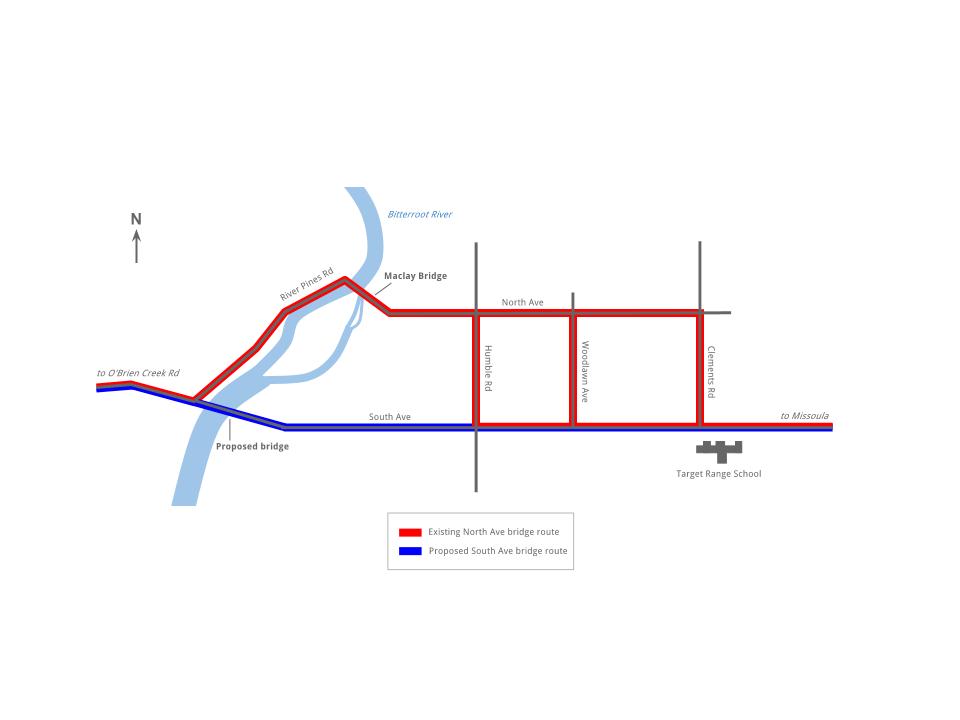 N
Bitterroot River
River Pines Rd
Maclay Bridge
North Ave
to O'Brien Creek Rd
Humble Rd
Woodlawn Ave
Clements Rd
South Ave
to Missoula
Proposed bridge
Target Range School
Existing North Ave bridge route
Proposed South Ave bridge route